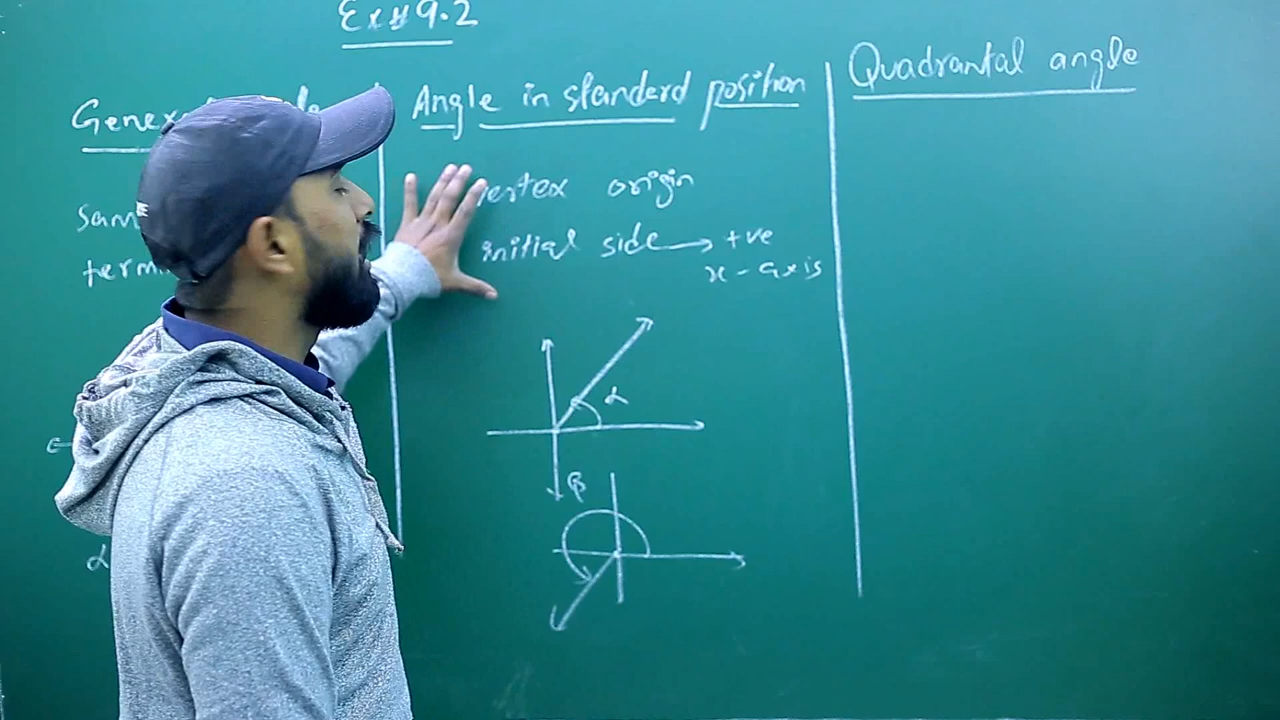 Ex#9.2
Angle in standerd position
Quadrantal angle
vertex origin
initial side → +ve
x-axis
α
β
α